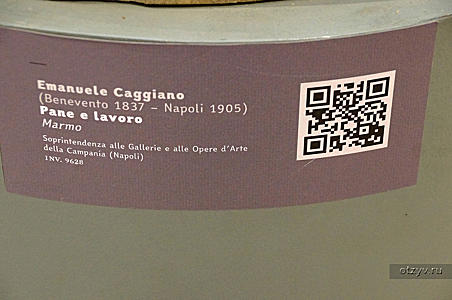 Emanuele Caggiano
(Benevento 1837 – Napoli 1905)
Pane e lavoro
Marmo
Soprintendenza alle Gallerie e alle Opere d'Arte
della Campania (Napoli)
INV. 9628
otzyv.ru